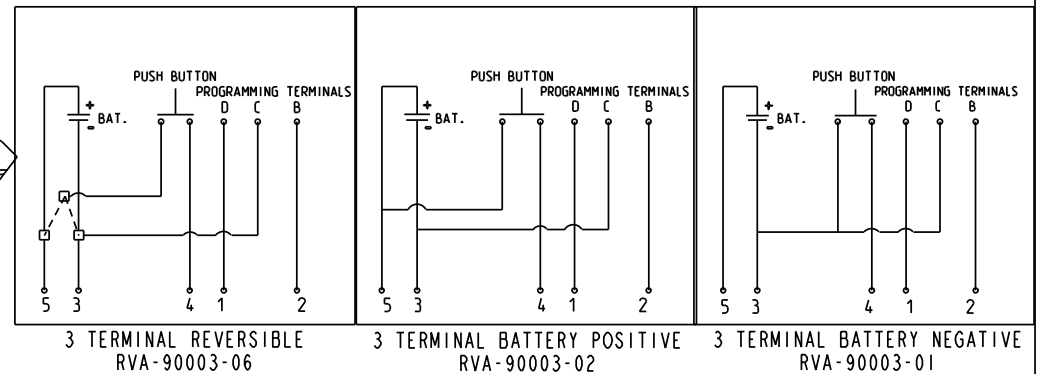 PUSH BUTTON
PROGRAMMING TERMINALS
D C B
+
BAT.
-
5 3 4 1 2
3 TERMINAL REVERSIBLE
RVA-90003-06
PUSH BUTTON
PROGRAMMING TERMINALS
D C B
+
BAT.
-
5 3 4 1 2
3 TERMINAL BATTERY POSITIVE
RVA-90003-02
PUSH BUTTON
PROGRAMMING TERMINALS
D C B
+
BAT.
-
5 3 4 1 2
3 TERMINAL BATTERY NEGATIVE
RVA-90003-01